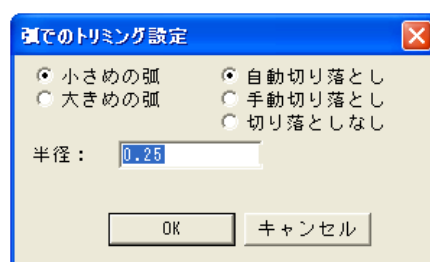 弧でのトリミング設定
小さめの弧 自動切り落とし
大きめの弧 手動切り落とし
切り落としなし
半径： 0.25
OK キャンセル